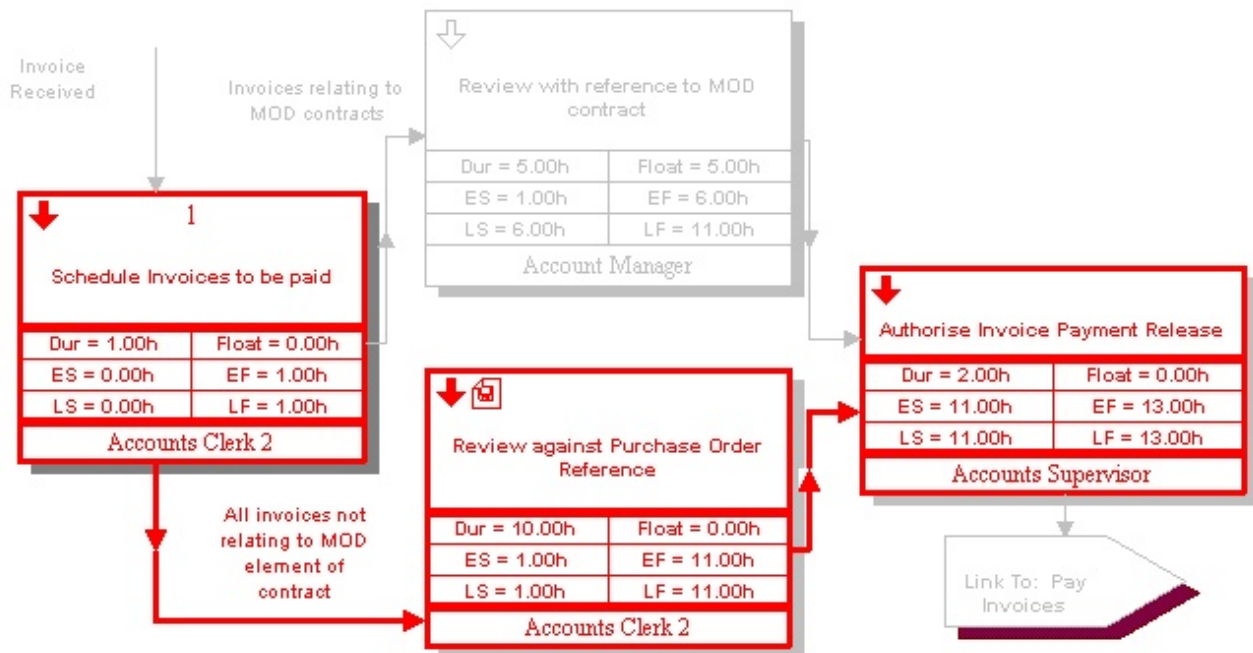 Invoice
Received
Invoices relating to
MOD contracts
Review with reference to MOD
contract
Dur = 5.00h
Float = 5.00h
ES = 1.00h
EF = 6.00h
LS = 6.00h
LF = 11.00h
Account Manager
1
Schedule Invoices to be paid
Dur = 1.00h
Float = 0.00h
ES = 0.00h
EF = 1.00h
LS = 0.00h
LF = 1.00h
Accounts Clerk 2
All invoices not
relating to MOD
element of
contract
Review against Purchase Order
Reference
Dur = 10.00h
Float = 0.00h
ES = 1.00h
EF = 11.00h
LS = 1.00h
LF = 11.00h
Accounts Clerk 2
Authorise Invoice Payment Release
Dur = 2.00h
Float = 0.00h
ES = 11.00h
EF = 13.00h
LS = 11.00h
LF = 13.00h
Accounts Supervisor
Link To: Pay
Invoices